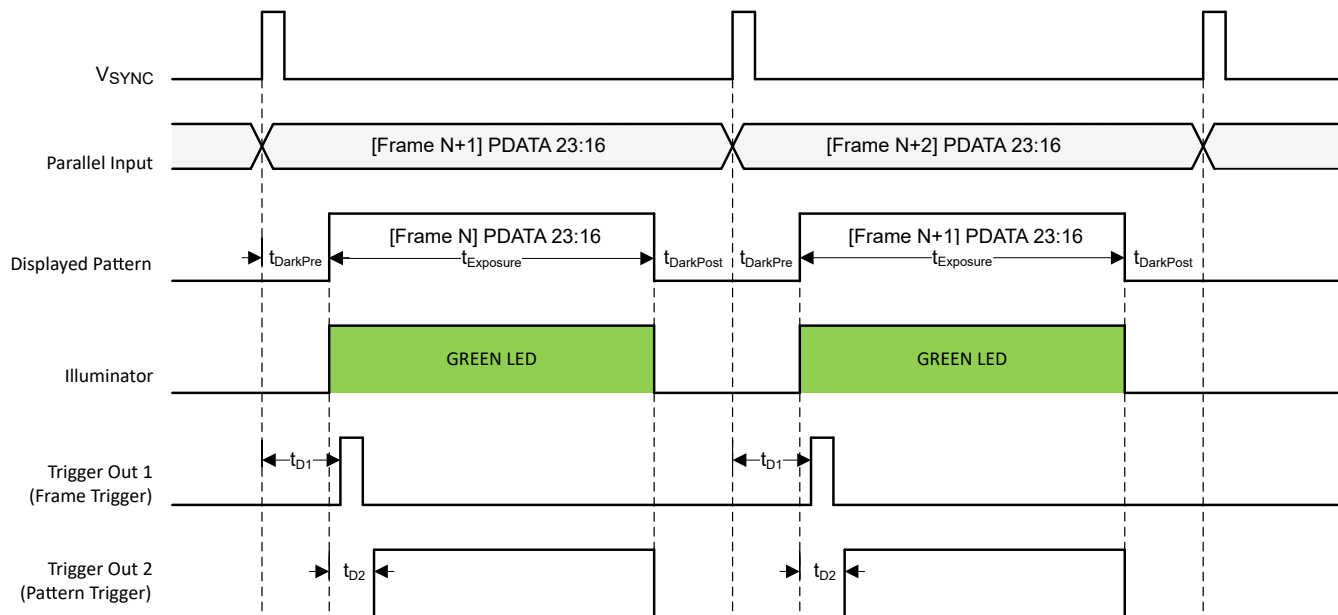 VSYNC
Parallel Input
[Frame N+1] PDATA 23:16
[Frame N+2] PDATA 23:16
Displayed Pattern
[Frame N] PDATA 23:16
[Frame N+1] PDATA 23:16
tDarkPre
tExposure
tDarkPost
tDarkPre
tExposure
tDarkPost
Illuminator
GREEN LED
GREEN LED
Trigger Out 1
(Frame Trigger)
tD1
tD1
Trigger Out 2
(Pattern Trigger)
tD2
tD2